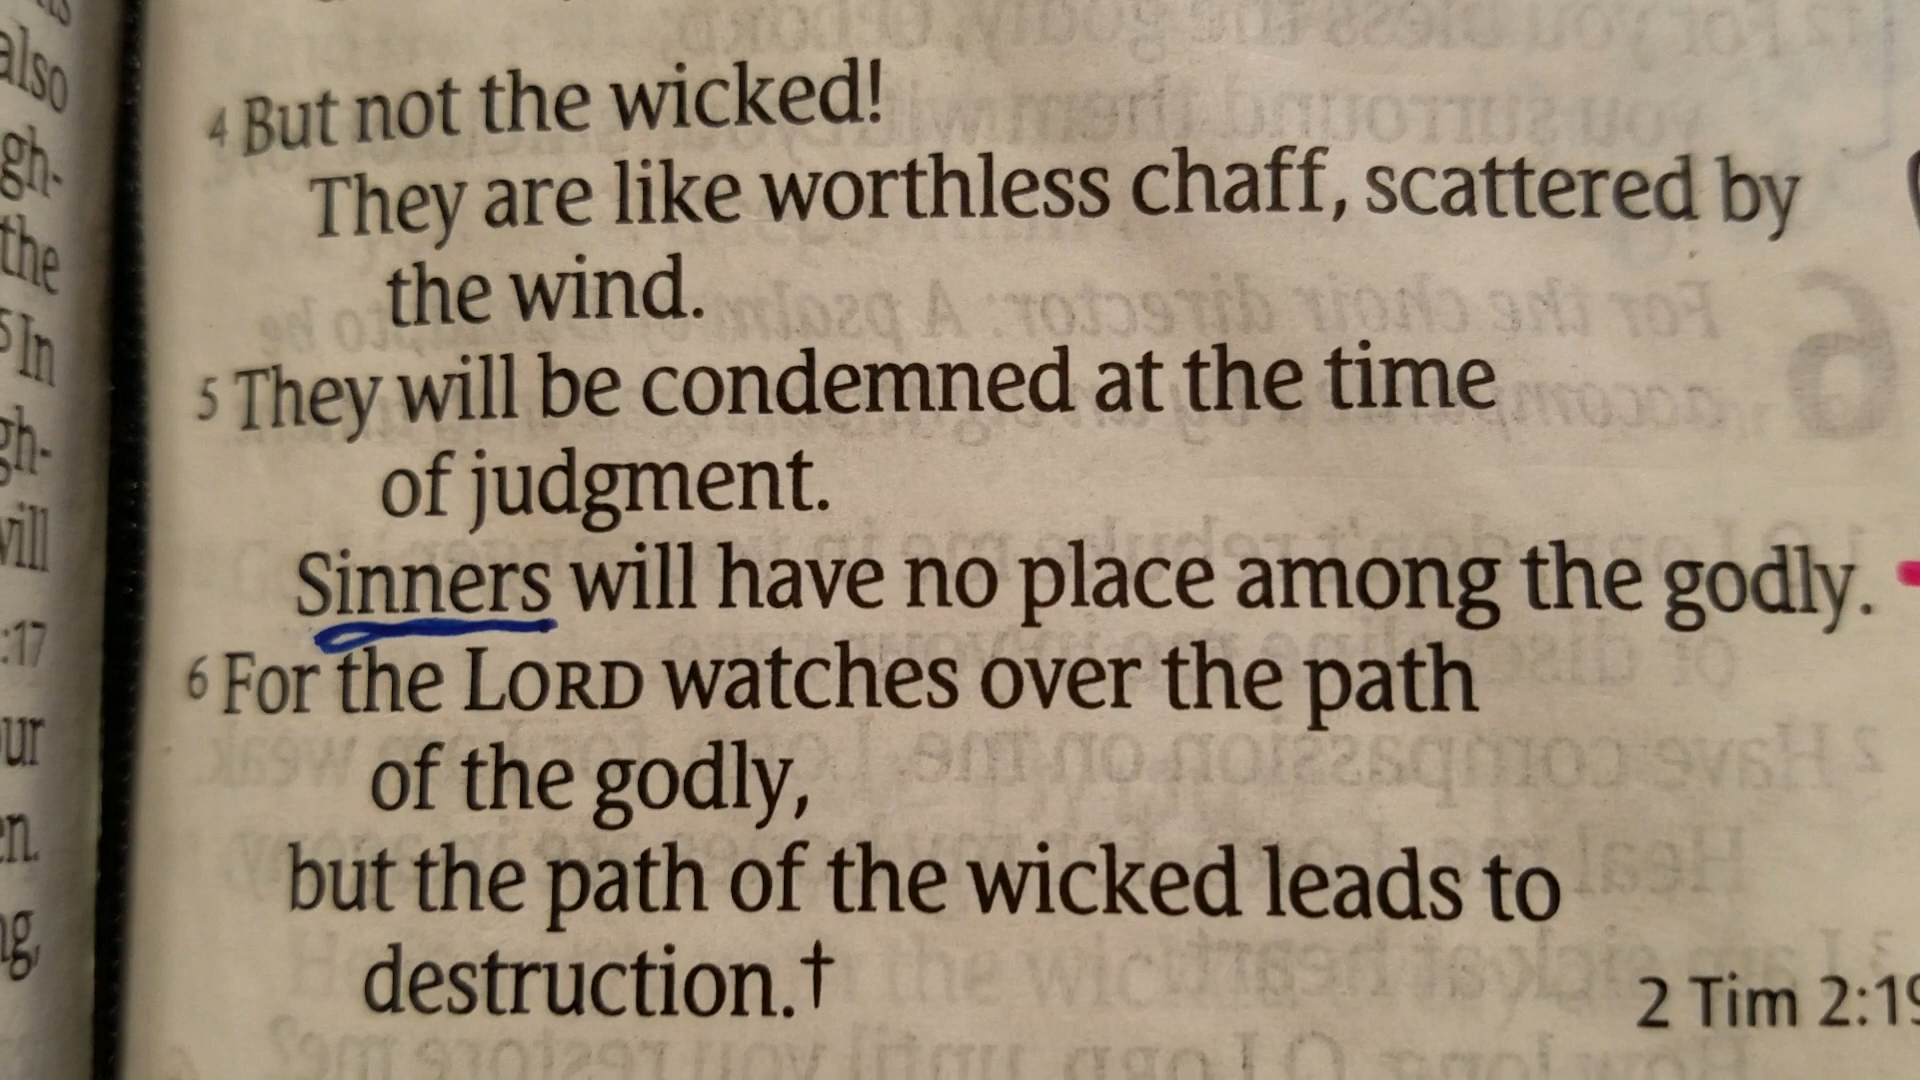 also
gh-
the
5 In
gh-
will
:17
our
en.
ng,
4 But not the wicked!
They are like worthless chaff, scattered by
the wind.
5 They will be condemned at the time
of judgment.
Sinners will have no place among the godly.
6 For the LORD watches over the path
of the godly,
but the path of the wicked leads to
destruction.†
2 Tim 2:19